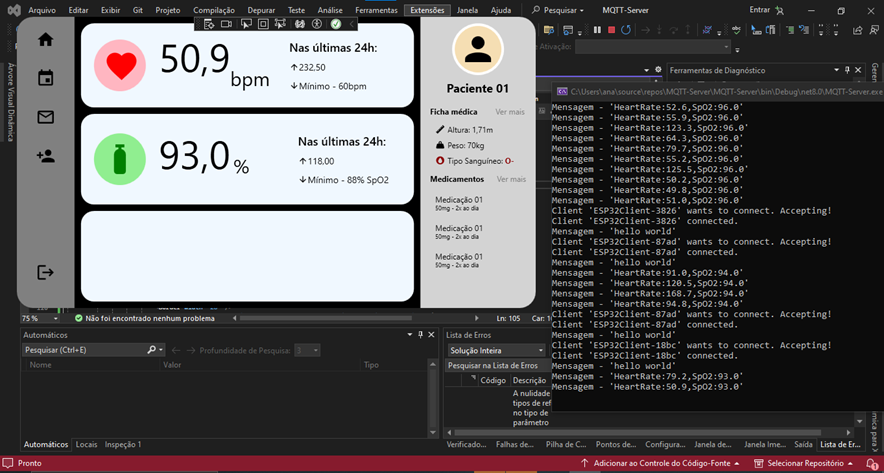 Arquivo Editar Exibir Git Projeto Compilação Depurar Teste Analisar Ferramentas Extensões Janela Ajuda Pesquisar MQTT-Server Entrar
Árvore Visual Dinâmica
50,9 bpm
Nas últimas 24h:
232.50
Mínimo - 60bpm
93,0 %
Nas últimas 24h:
118.00
Mínimo - 88% SpO2
Paciente 01
Ficha médica Ver mais
Altura: 1,71m
Peso: 70kg
Tipo Sanguíneo: O-
Medicamentos Ver mais
Medicação 01
50mg - 2x ao dia
Medicação 01
50mg - 2x ao dia
Medicação 01
50mg - 2x ao dia
de Ativação:
Ferramentas de Diagnóstico
C:\Users\ana\source\repos\MQTT-Server\MQTT-Server\bin\Debug\net8.0\MQTT-Server.exe
Mensagem - 'HeartRate:52.6,SpO2:96.0'
Mensagem - 'HeartRate:55.9,SpO2:96.0'
Mensagem - 'HeartRate:123.3,SpO2:96.0'
Mensagem - 'HeartRate:64.3,SpO2:96.0'
Mensagem - 'HeartRate:79.7,SpO2:96.0'
Mensagem - 'HeartRate:55.2,SpO2:96.0'
Mensagem - 'HeartRate:125.5,SpO2:96.0'
Mensagem - 'HeartRate:50.2,SpO2:96.0'
Mensagem - 'HeartRate:49.8,SpO2:96.0'
Mensagem - 'HeartRate:51.0,SpO2:96.0'
Client 'ESP32Client-3826' wants to connect. Accepting!
Client 'ESP32Client-3826' connected.
Mensagem - 'hello world'
Client 'ESP32Client-87ad' wants to connect. Accepting!
Client 'ESP32Client-87ad' connected.
Mensagem - 'hello world'
Mensagem - 'HeartRate:91.0,SpO2:94.0'
Mensagem - 'HeartRate:120.5,SpO2:94.0'
Mensagem - 'HeartRate:168.7,SpO2:94.0'
Mensagem - 'HeartRate:94.8,SpO2:94.0'
Client 'ESP32Client-87ad' wants to connect. Accepting!
Client 'ESP32Client-87ad' connected.
Mensagem - 'hello world'
Client 'ESP32Client-18bc' wants to connect. Accepting!
Client 'ESP32Client-18bc' connected.
Mensagem - 'hello world'
Mensagem - 'HeartRate:79.2,SpO2:93.0'
Mensagem - 'HeartRate:50.9,SpO2:93.0'
75 % Não foi encontrado nenhum problema Ln: 105 Car:
Automáticos
Pesquisar (Ctrl+E) Profundidade de Pesquisa: 3
Nome Valor Tipo
Lista de Erros
Solução Inteira
Pesquisar na Lista de Erros
Código Descrição
A nulidade
tipos de ref
no tipo de
parâmetro
Automáticos Locais Inspeção 1
Verificado... Falhas de... Pilha de C... Pontos de... Configura... Janela de... Janela Ime... Saída Lista de Er...
Pronto Adicionar ao Controle do Código-Fonte Selecionar Repositório